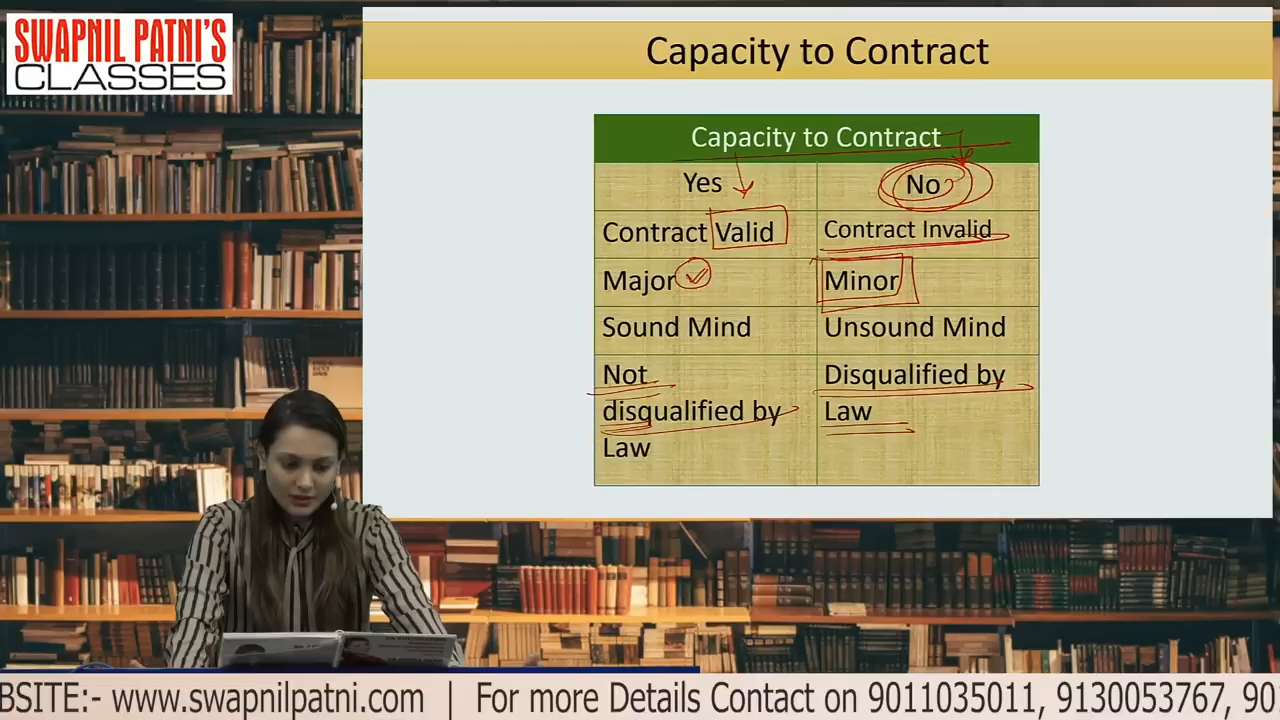 SWAPNIL PATNI'S
CLASSES
Capacity to Contract
Capacity to Contract
Yes
No
Contract Valid
Contract Invalid
Major
Minor
Sound Mind
Unsound Mind
Not
disqualified by
Law
Disqualified by
Law
BSITE:- www.swapnilpatni.com | For more Details Contact on 9011035011, 9130053767, 90